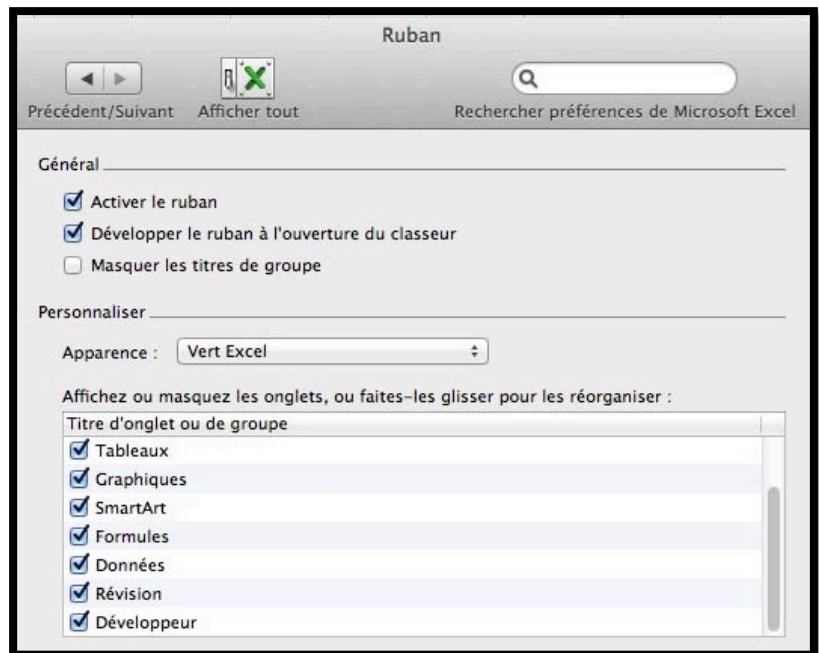 Ruban
Précédent/Suivant Afficher tout Rechercher préférences de Microsoft Excel
Général
Activer le ruban
Développer le ruban à l'ouverture du classeur
Masquer les titres de groupe
Personnaliser
Apparence : Vert Excel
Affichez ou masquez les onglets, ou faites-les glisser pour les réorganiser :
Titre d'onglet ou de groupe
Tableaux
Graphiques
SmartArt
Formules
Données
Révision
Développeur